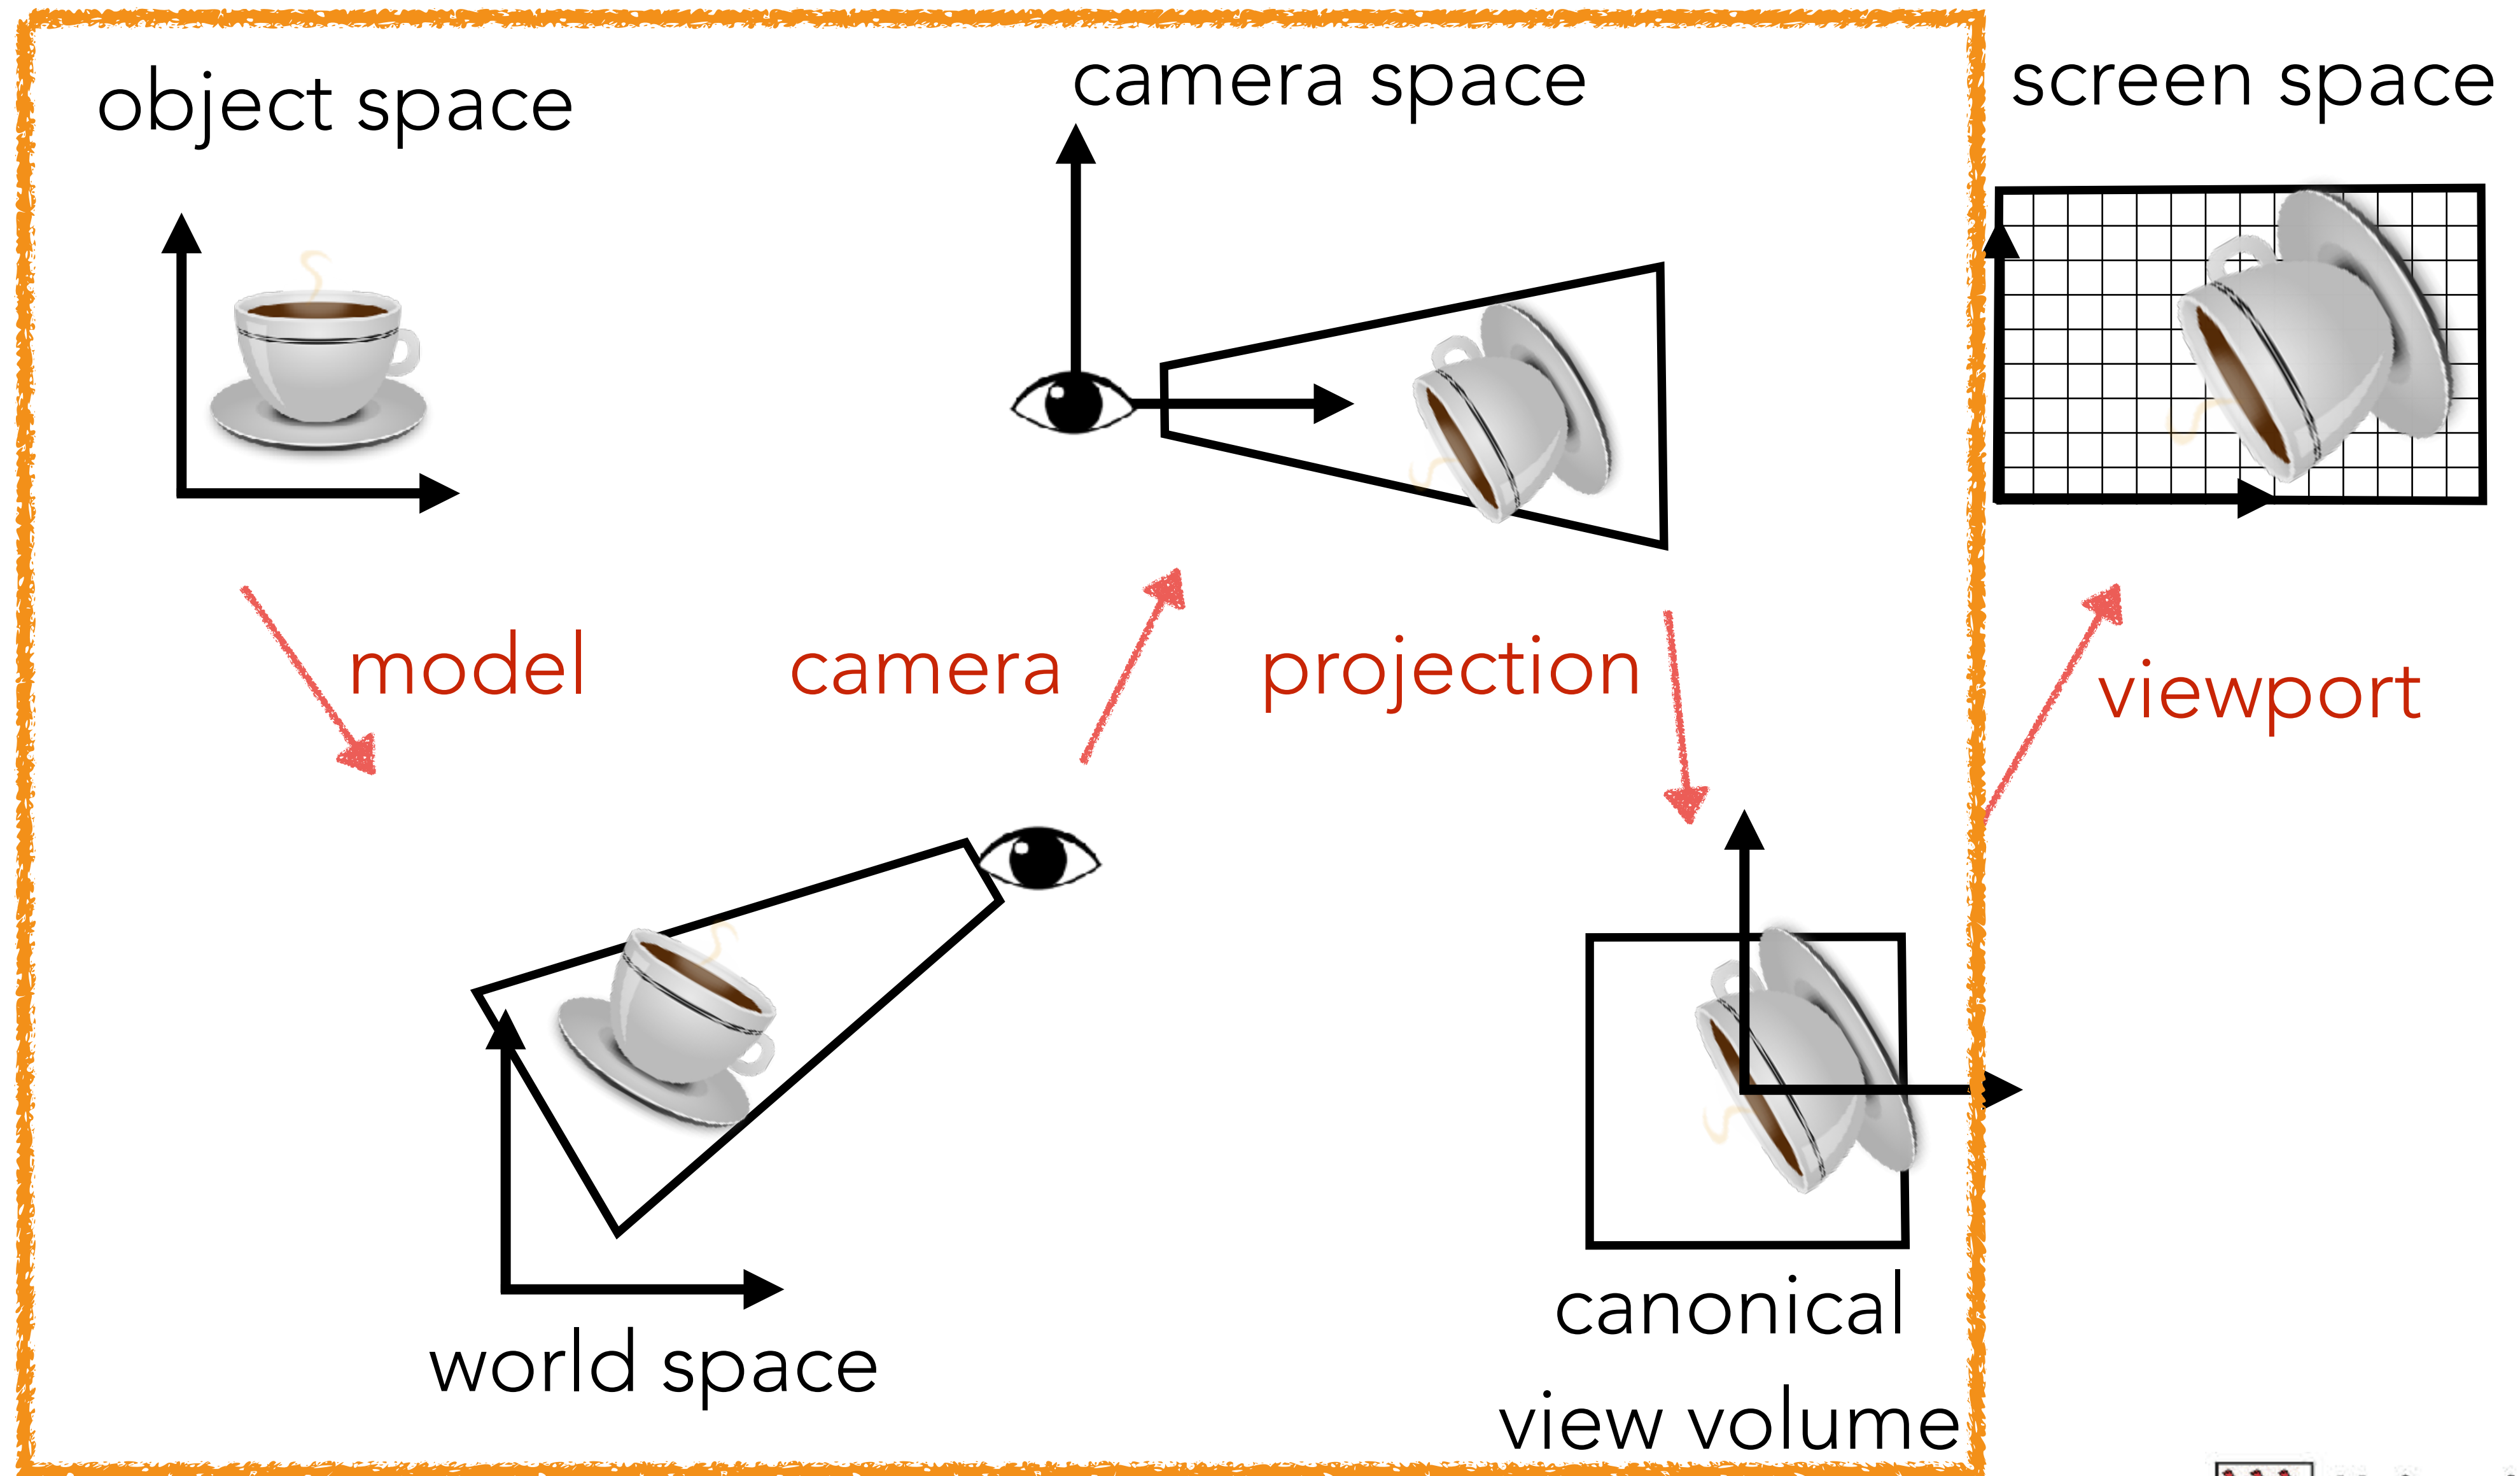 object space
camera space
screen space
model
camera
projection
viewport
world space
canonical
view volume